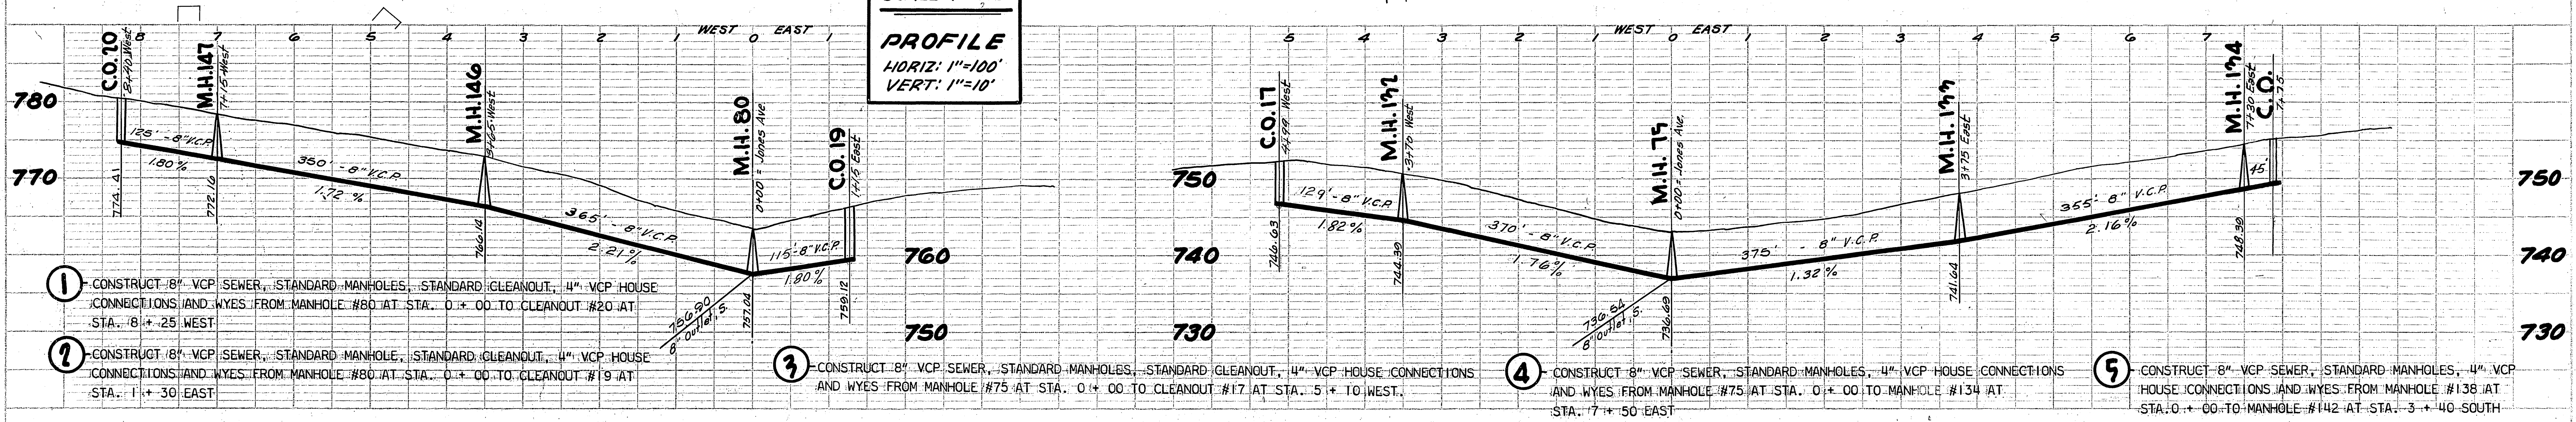 PROFILE
HORIZ: 1"=100'
VERT: 1"=10'
8 7 6 5 4 3 2 1 WEST 0 EAST 1
C.O. 20
8+40 West
M.H. 147
7+15 West
M.H. 146
3+65 West
M.H. 80
0+00 = Jones Ave.
C.O. 19
1+15 East
780
770
760
750
125' - 8" V.C.P.
1.80%
350' - 8" V.C.P.
1.72 %
365' - 8" V.C.P.
2.21%
115'-8" V.C.P.
1.80%
774.41
772.16
766.14
756.90
8" Outlet, S.
757.04
759.12
5 4 3 2 1 WEST 0 EAST 1 2 3 4 5 6 7
C.O. 17
4+99 West
M.H. 132
3+70 West
M.H. 75
0+00 = Jones Ave.
M.H. 133
3+75 East
M.H. 134
7+30 East
C.O.
7+75
750
740
730
750
740
730
129' - 8" V.C.P.
1.82%
370' - 8" V.C.P.
1.76%
375' - 8" V.C.P.
1.32%
355' - 8" V.C.P.
2.16%
45'
746.63
744.39
736.54
8" Outlet, S.
736.69
741.64
748.39
1 CONSTRUCT 8" VCP SEWER, STANDARD MANHOLES, STANDARD CLEANOUT, 4" VCP HOUSE
CONNECTIONS AND WYES FROM MANHOLE #80 AT STA. 0 + 00 TO CLEANOUT #20 AT
STA. 8 + 25 WEST
2 CONSTRUCT 8" VCP SEWER, STANDARD MANHOLE, STANDARD CLEANOUT, 4" VCP HOUSE
CONNECTIONS AND WYES FROM MANHOLE #80 AT STA. 0 + 00 TO CLEANOUT #19 AT
STA. 1 + 30 EAST
3 CONSTRUCT 8" VCP SEWER, STANDARD MANHOLES, STANDARD CLEANOUT, 4" VCP HOUSE CONNECTIONS
AND WYES FROM MANHOLE #75 AT STA. 0 + 00 TO CLEANOUT #17 AT STA. 5 + 10 WEST.
4 CONSTRUCT 8" VCP SEWER, STANDARD MANHOLES, 4" VCP HOUSE CONNECTIONS
AND WYES FROM MANHOLE #75 AT STA. 0 + 00 TO MANHOLE #134 AT
STA. 7 + 50 EAST
5 CONSTRUCT 8" VCP SEWER, STANDARD MANHOLES, 4" VCP
HOUSE CONNECTIONS AND WYES FROM MANHOLE #138 AT
STA.0 + 00 TO MANHOLE #142 AT STA. 3 + 40 SOUTH